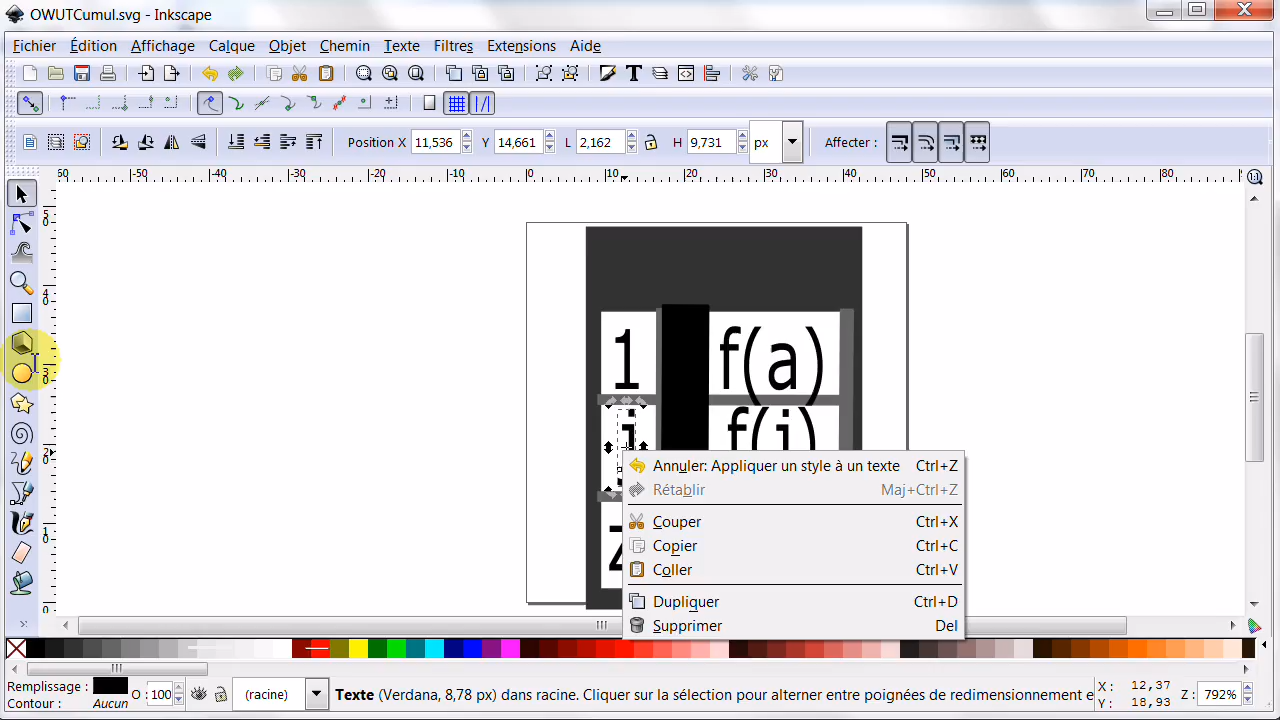 OWUTCumul.svg - Inkscape
Fichier Édition Affichage Calque Objet Chemin Texte Filtres Extensions Aide
Position X 11,536 Y 14,661 L 2,162 H 9,731 px Affecter :
-50 -40 -30 -20 -10 0 10 20 30 40 50 60 70 80
1 f(a)
i f(i)
Annuler: Appliquer un style à un texte Ctrl+Z
Rétablir Maj+Ctrl+Z
Couper Ctrl+X
Copier Ctrl+C
Coller Ctrl+V
Dupliquer Ctrl+D
Supprimer Del
Remplissage : O : 100 (racine) Texte (Verdana, 8,78 px) dans racine. Cliquer sur la sélection pour alterner entre poignées de redimensionnement e X: 12,37 Z: 792%
Contour : Aucun Y: 18,93